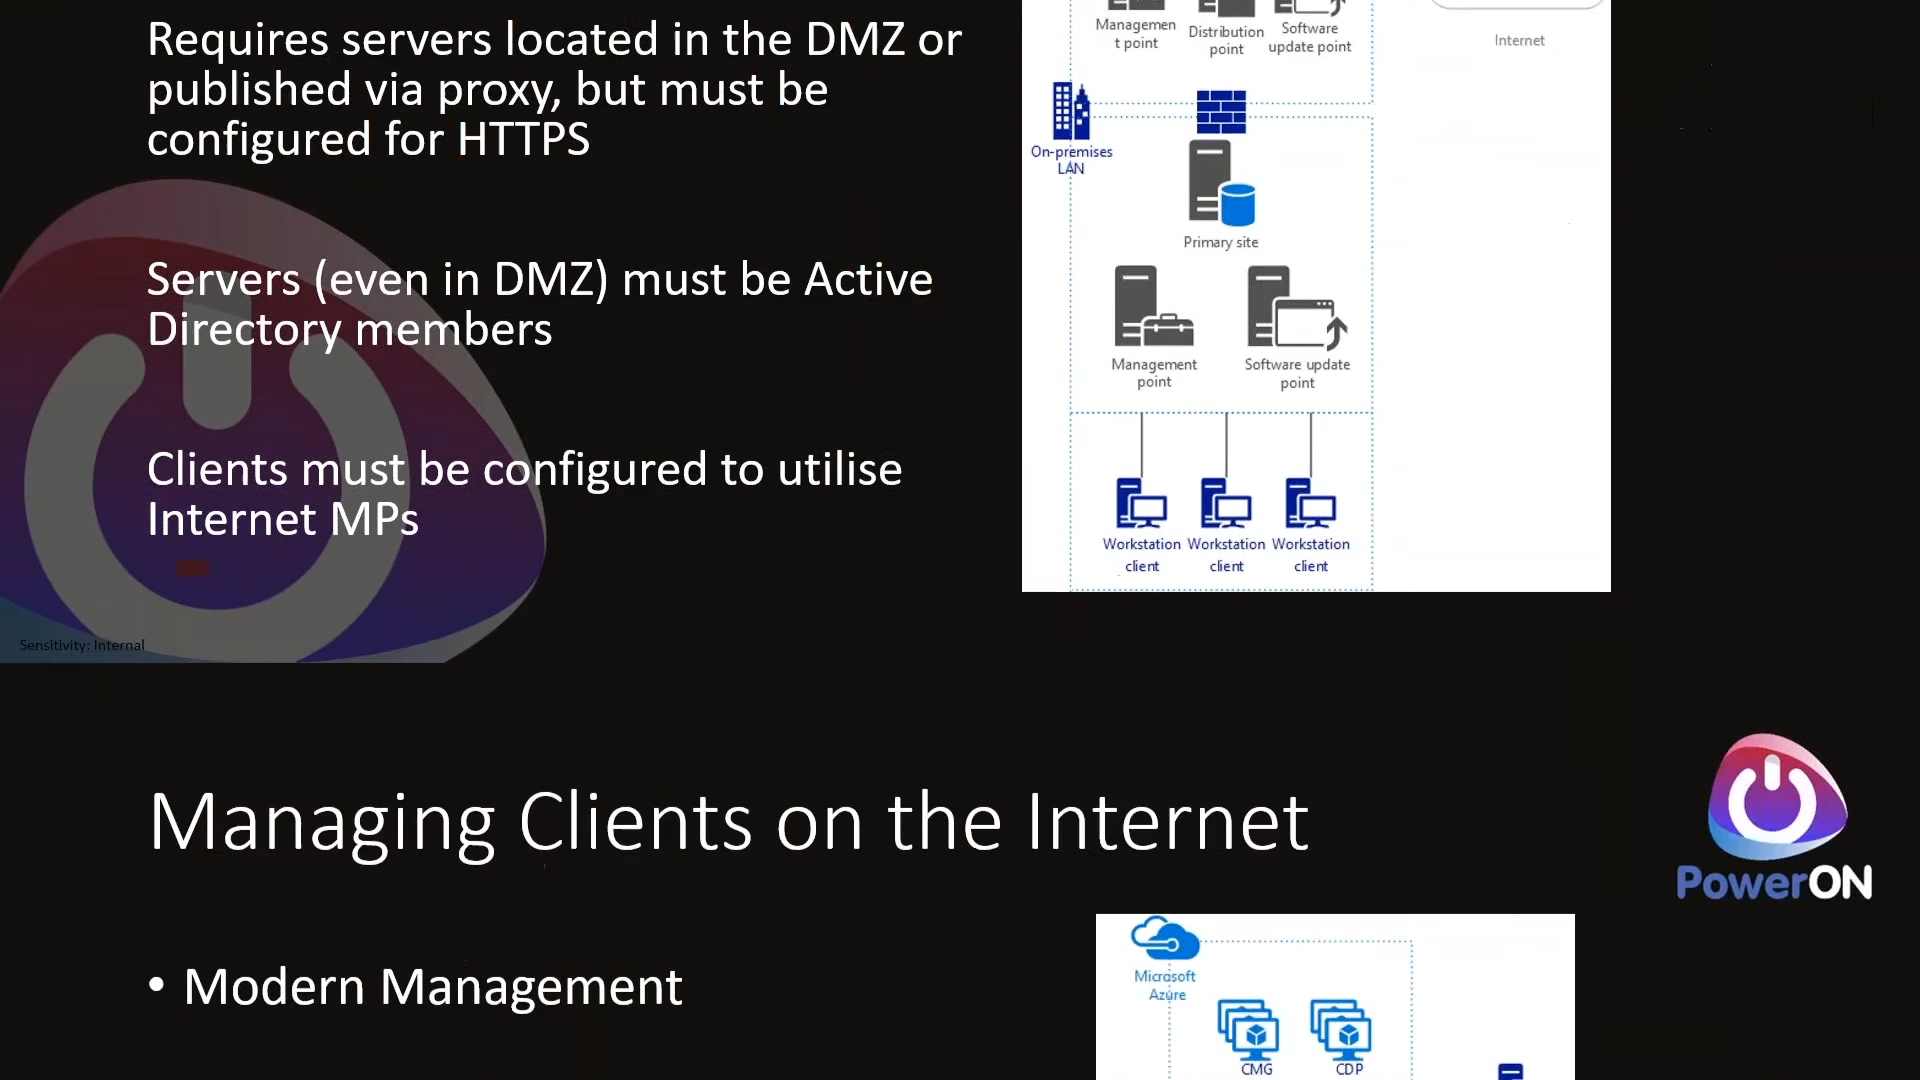 Requires servers located in the DMZ or
published via proxy, but must be
configured for HTTPS
Servers (even in DMZ) must be Active
Directory members
Clients must be configured to utilise
Internet MPs
Sensitivity: Internal
Managemen
t point
Distribution
point
Software
update point
Internet
On-premises
LAN
Primary site
Management
point
Software update
point
Workstation
client
Workstation
client
Workstation
client
Managing Clients on the Internet
PowerON
• Modern Management
Microsoft
Azure
CMG
CDP